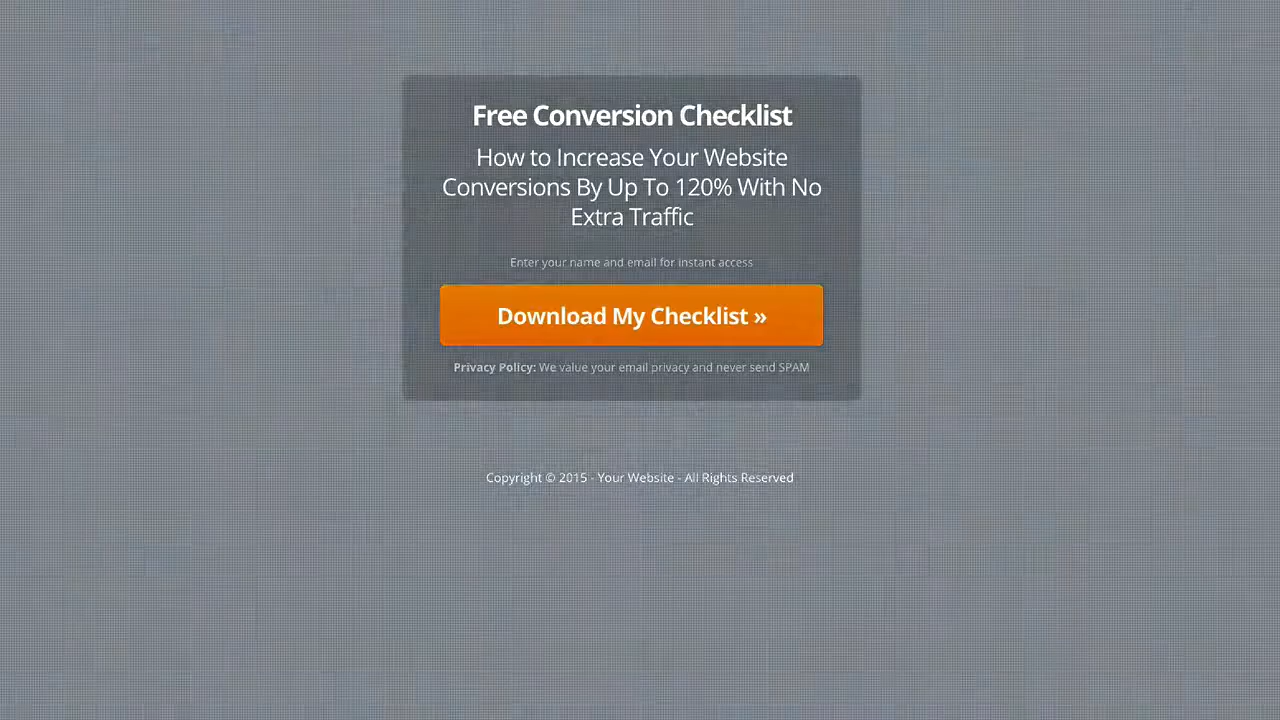 Free Conversion Checklist
How to Increase Your Website
Conversions By Up To 120% With No
Extra Traffic
Enter your name and email for instant access
Download My Checklist »
Privacy Policy: We value your email privacy and never send SPAM
Copyright © 2015 - Your Website - All Rights Reserved